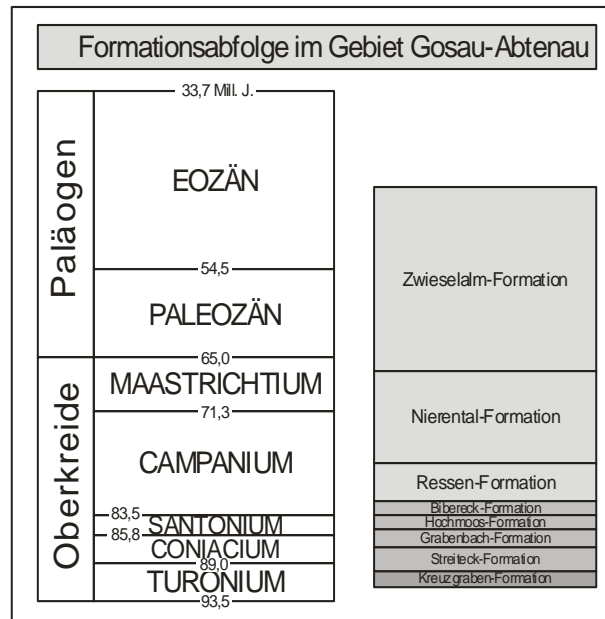 Formationsabfolge im Gebiet Gosau-Abtenau
Paläogen
33,7 Mill. J.
EOZÄN
54,5
PALEOZÄN
65,0
Oberkreide
MAASTRICHTIUM
71,3
CAMPANIUM
83,5
SANTONIUM
85,8
CONIACIUM
89,0
TURONIUM
93,5
Zwieselalm-Formation
Nierental-Formation
Ressen-Formation
Bibereck-Formation
Hochmoos-Formation
Grabenbach-Formation
Streiteck-Formation
Kreuzgraben-Formation